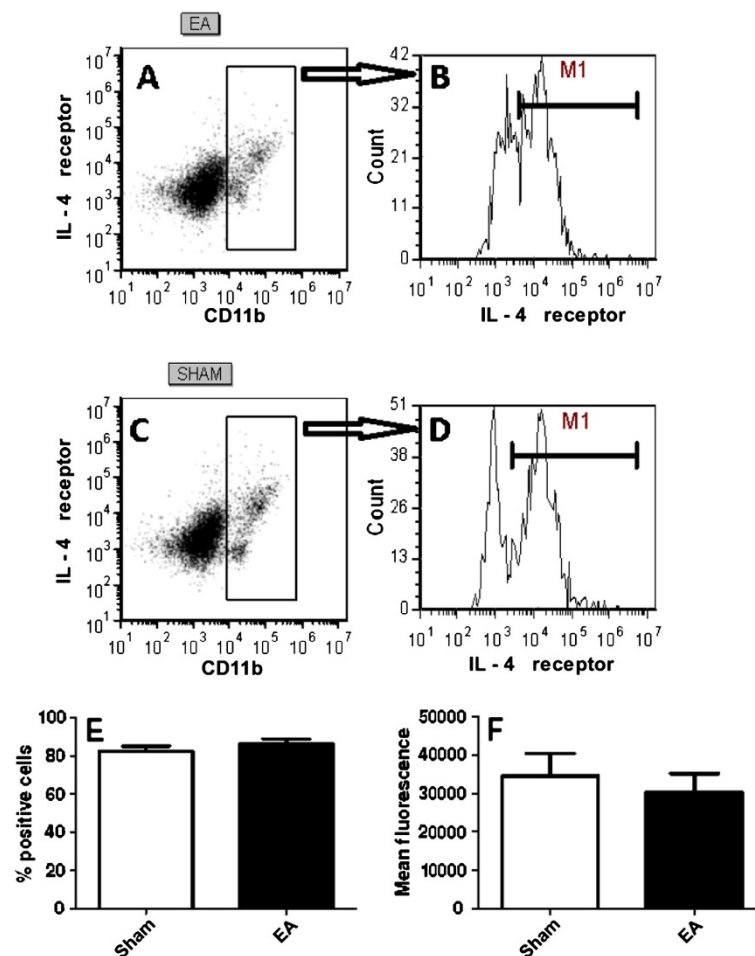 EA
A
IL - 4 receptor
10^7
10^6
10^5
10^4
10^3
10^2
10^1
10^1 10^2 10^3 10^4 10^5 10^6 10^7
CD11b
B
M1
Count
42
32
21
11
0
10^1 10^2 10^3 10^4 10^5 10^6 10^7
IL - 4 receptor
SHAM
C
IL - 4 receptor
10^7
10^6
10^5
10^4
10^3
10^2
10^1
10^1 10^2 10^3 10^4 10^5 10^6 10^7
CD11b
D
M1
Count
51
38
26
13
0
10^1 10^2 10^3 10^4 10^5 10^6 10^7
IL - 4 receptor
E
% positive cells
100
80
60
40
20
0
Sham
EA
F
Mean fluorescence
50000
40000
30000
20000
10000
0
Sham
EA